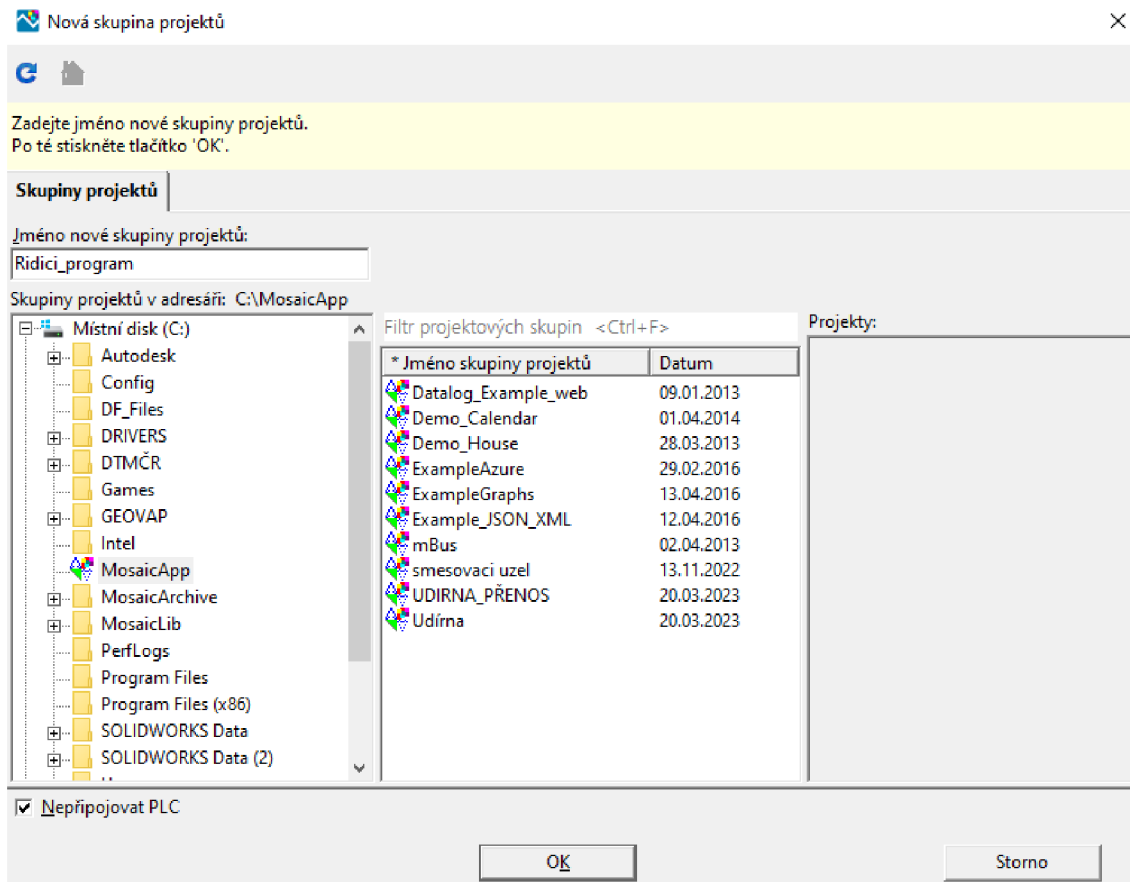 Nová skupina projektů
Zadejte jméno nové skupiny projektů.
Po té stiskněte tlačítko 'OK'.
Skupiny projektů
Jméno nové skupiny projektů:
Ridici_program
Skupiny projektů v adresáři: C:\MosaicApp
Místní disk (C:)
Autodesk
Config
DF_Files
DRIVERS
DTMČR
Games
GEOVAP
Intel
MosaicApp
MosaicArchive
MosaicLib
PerfLogs
Program Files
Program Files (x86)
SOLIDWORKS Data
SOLIDWORKS Data (2)
Filtr projektových skupin <Ctrl+F>
* Jméno skupiny projektů Datum
Datalog_Example_web 09.01.2013
Demo_Calendar 01.04.2014
Demo_House 28.03.2013
ExampleAzure 29.02.2016
ExampleGraphs 13.04.2016
Example_JSON_XML 12.04.2016
mBus 02.04.2013
smesovaci uzel 13.11.2022
UDIRNA_PŘENOS 20.03.2023
Udírna 20.03.2023
Projekty:
Nepřipojovat PLC
OK
Storno